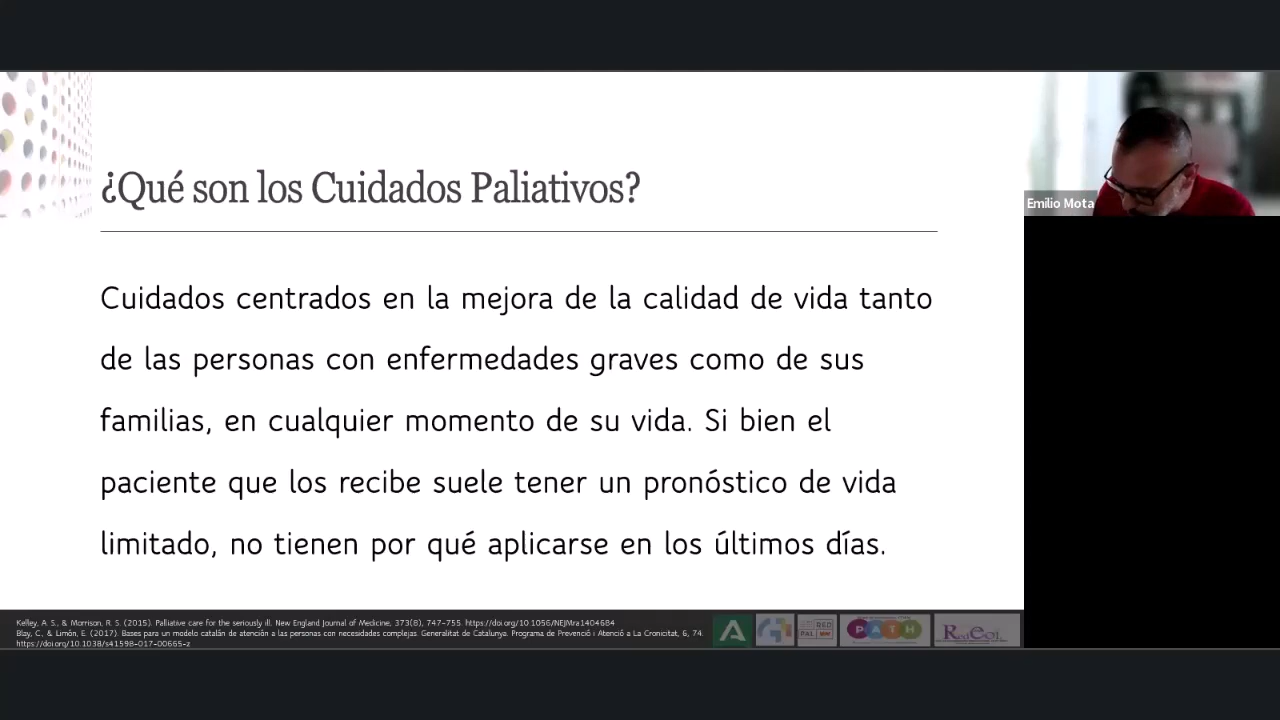 ¿Qué son los Cuidados Paliativos?
Cuidados centrados en la mejora de la calidad de vida tanto
de las personas con enfermedades graves como de sus
familias, en cualquier momento de su vida. Si bien el
paciente que los recibe suele tener un pronóstico de vida
limitado, no tienen por qué aplicarse en los últimos días.
Emilio Mota
Kelley, A. S., & Morrison, R. S. (2015). Palliative care for the seriously ill. New England Journal of Medicine, 373(8), 747-755. https://doi.org/10.1056/NEJMra1404684
Blay, C., & Limón, E. (2017). Bases para un modelo catalán de atención a las personas con necesidades complejas. Generalitat de Catalunya. Programa de Prevenció i Atenció a La Cronicitat, 6, 74.
https://doi.org/10.1038/s41598-017-00665-z
RED
PAL
PATH
RedEci